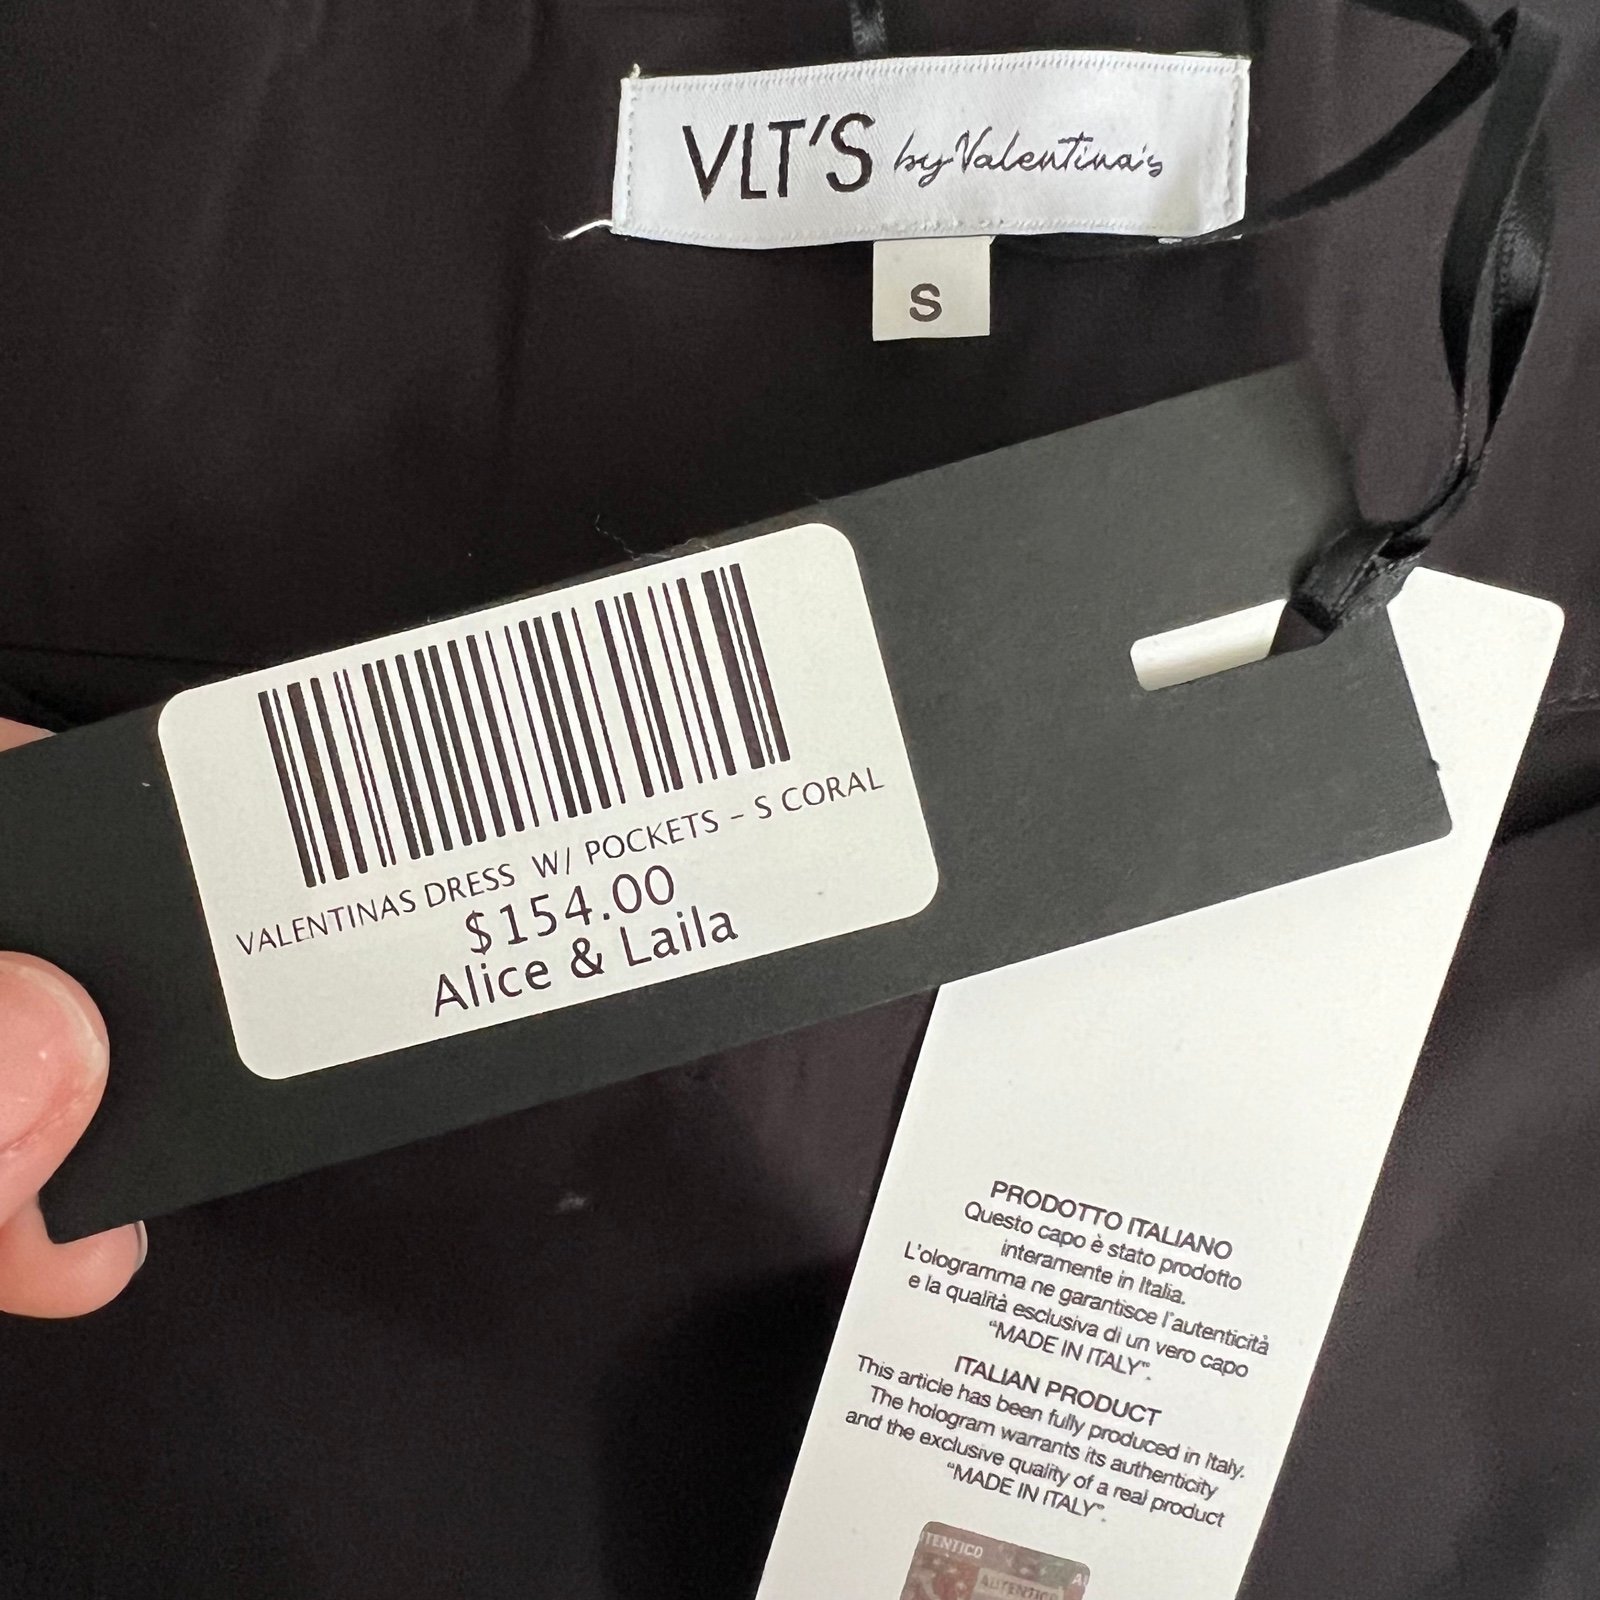 VLT'S by Valentina's
S
VALENTINAS DRESS W/ POCKETS - S CORAL
$154.00
Alice & Laila
PRODOTTO ITALIANO
Questo capo è stato prodotto
interamente in Italia.
L'ologramma ne garantisce l'autenticità
e la qualità esclusiva di un vero capo
"MADE IN ITALY".
ITALIAN PRODUCT
This article has been fully produced in Italy.
The hologram warrants its authenticity
and the exclusive quality of a real product
"MADE IN ITALY".
TENTICO
AUTENTICO